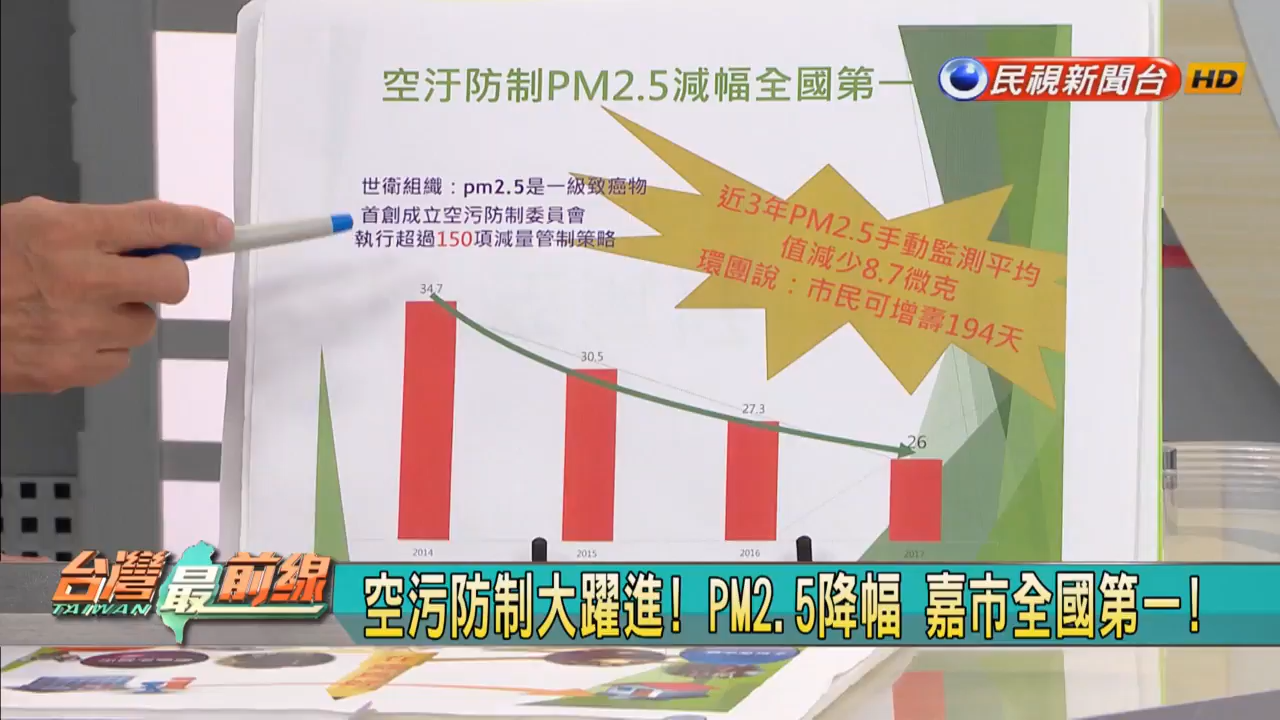 空汙防制PM2.5減幅全國第一
民視新聞台 HD
世衛組織：pm2.5是一級致癌物
首創成立空污防制委員會
執行超過150項減量管制策略
近3年PM2.5手動監測平均
值減少8.7微克
環團說：市民可增壽194天
34.7
30.5
27.3
26
2014
2015
2016
2017
台灣最前線
TAIWAN
空污防制大躍進! PM2.5降幅 嘉市全國第一!